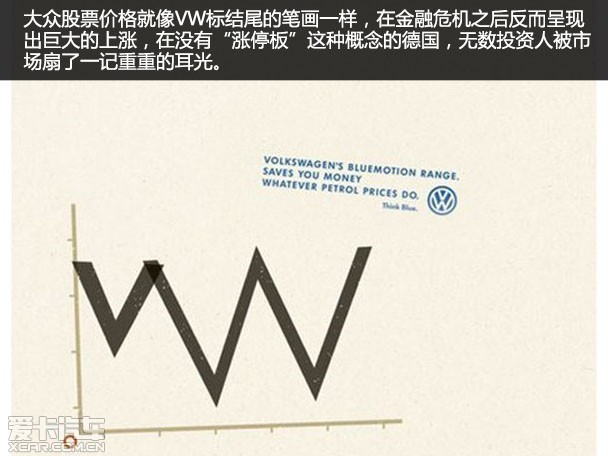 大众股票价格就像VW标结尾的笔画一样，在金融危机之后反而呈现
出巨大的上涨，在没有“涨停板”这种概念的德国，无数投资人被市
场扇了一记重重的耳光。
VOLKSWAGEN'S BLUEMOTION RANGE.
SAVES YOU MONEY
WHATEVER PETROL PRICES DO.
Think Blue.
VW
爱卡汽车
XCAR.COM.CN